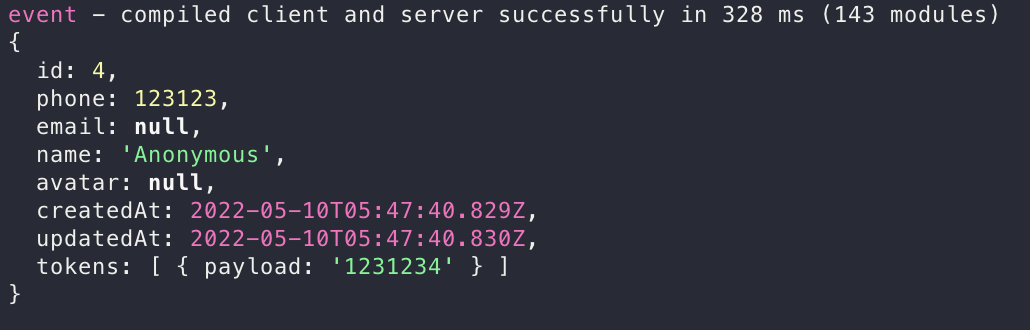 event - compiled client and server successfully in 328 ms (143 modules)
{
  id: 4,
  phone: 123123,
  email: null,
  name: 'Anonymous',
  avatar: null,
  createdAt: 2022-05-10T05:47:40.829Z,
  updatedAt: 2022-05-10T05:47:40.830Z,
  tokens: [ { payload: '1231234' } ]
}